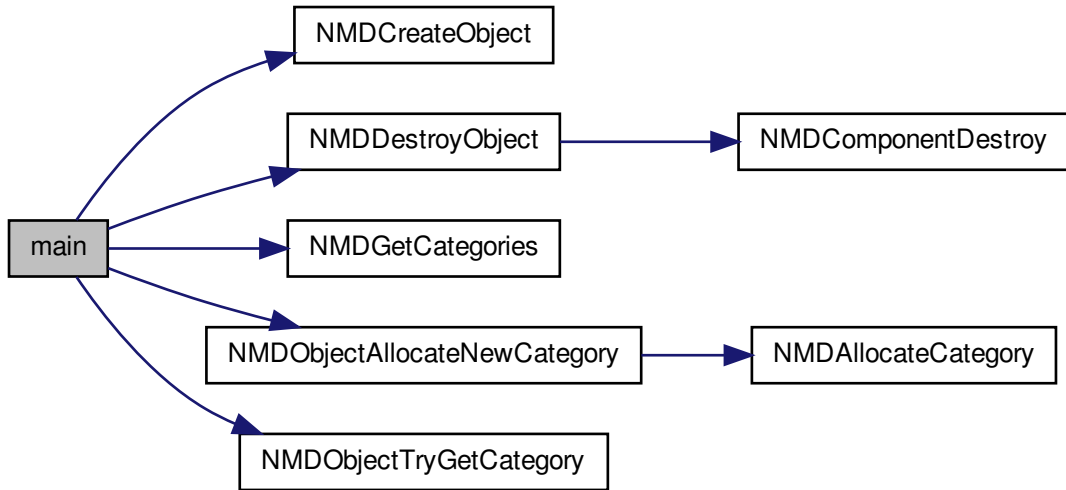 NMDCreateObject
NMDDestroyObject
NMDComponentDestroy
main
NMDGetCategories
NMDObjectAllocateNewCategory
NMDAllocateCategory
NMDObjectTryGetCategory